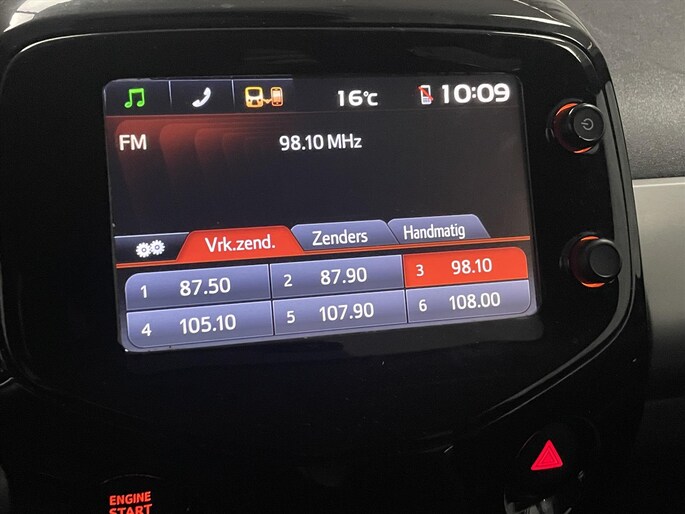 16°C 10:09
FM 98.10 MHz
Vrk.zend. Zenders Handmatig
1 87.50 2 87.90 3 98.10
4 105.10 5 107.90 6 108.00
ENGINE
START